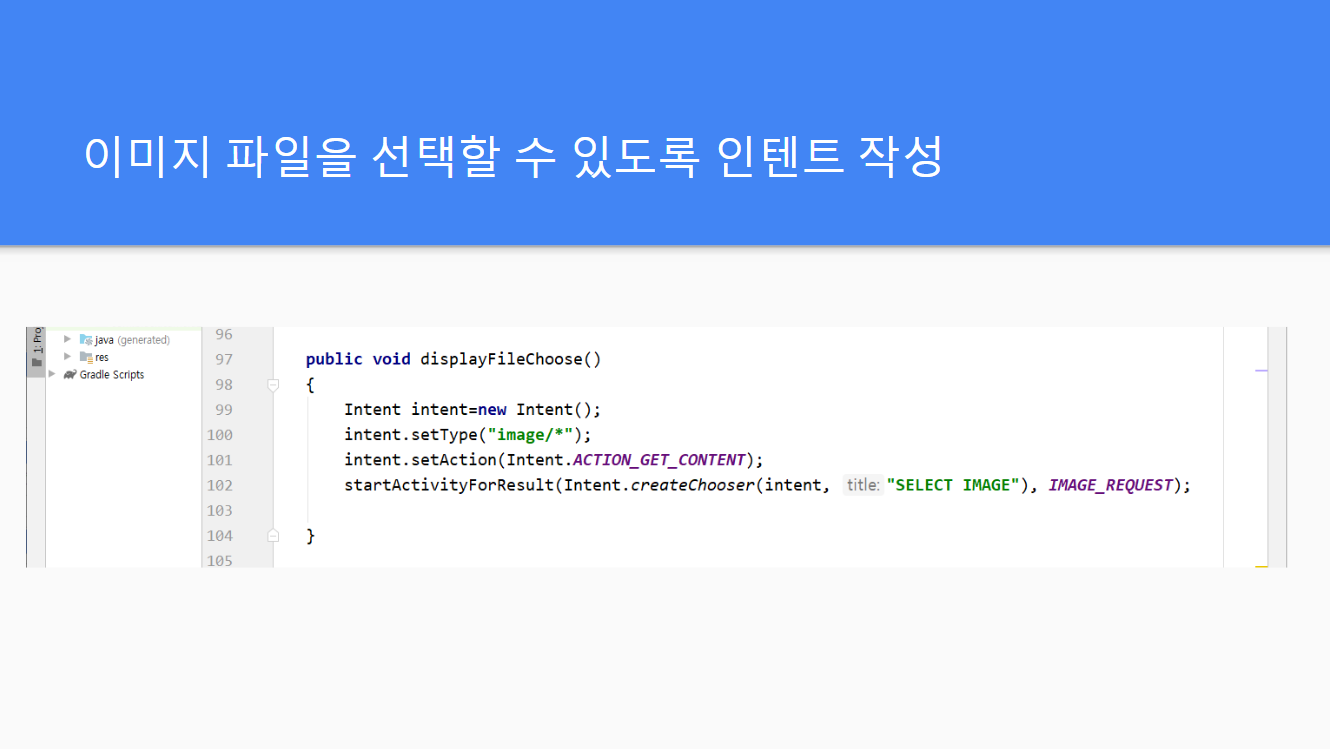 이미지 파일을 선택할 수 있도록 인텐트 작성
1: Pro
java (generated)
res
Gradle Scripts
96
97 public void displayFileChoose()
98 {
99 Intent intent=new Intent();
100 intent.setType("image/*");
101 intent.setAction(Intent.ACTION_GET_CONTENT);
102 startActivityForResult(Intent.createChooser(intent, title: "SELECT IMAGE"), IMAGE_REQUEST);
103
104 }
105